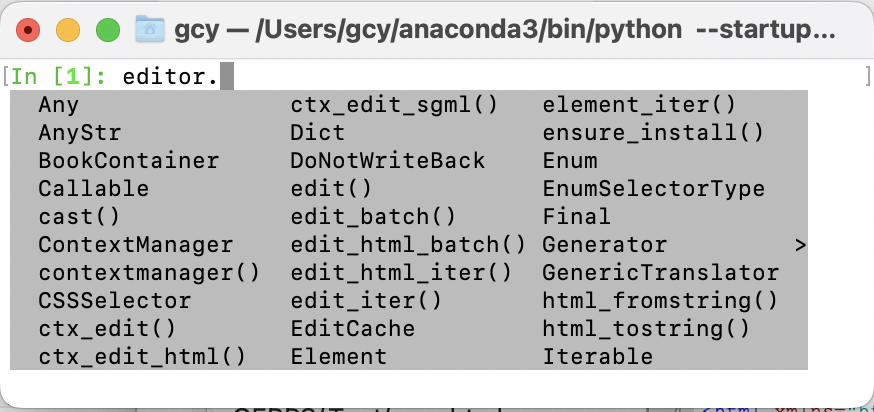 gcy — /Users/gcy/anaconda3/bin/python --startup...
[In [1]: editor. ]
Any ctx_edit_sgml() element_iter()
AnyStr Dict ensure_install()
BookContainer DoNotWriteBack Enum
Callable edit() EnumSelectorType
cast() edit_batch() Final
ContextManager edit_html_batch() Generator >
contextmanager() edit_html_iter() GenericTranslator
CSSSelector edit_iter() html_fromstring()
ctx_edit() EditCache html_tostring()
ctx_edit_html() Element Iterable